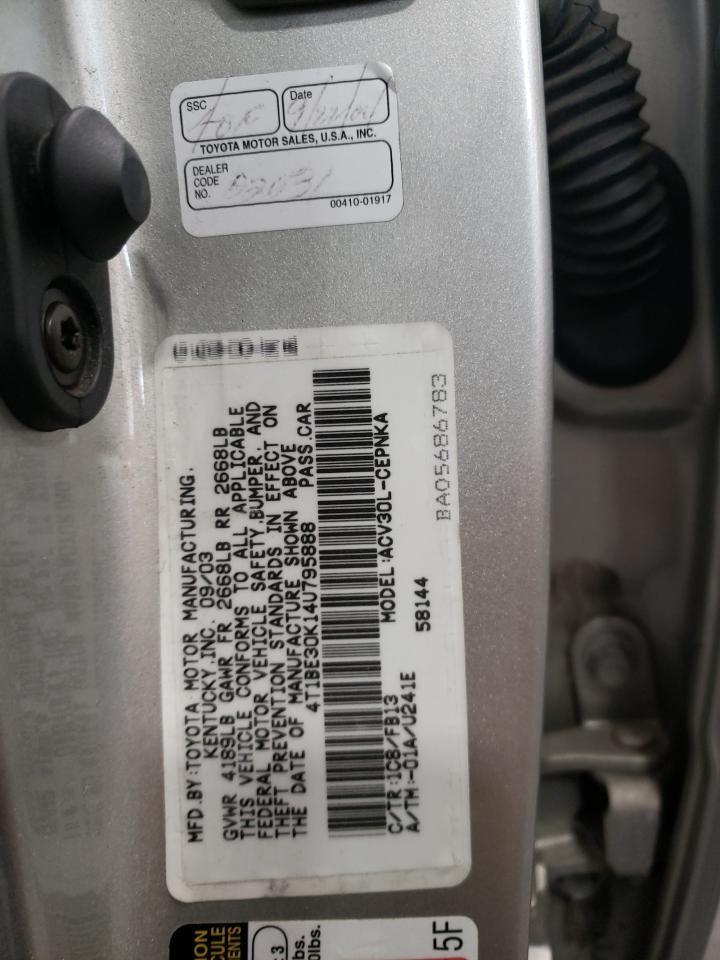 SSC
Date
TOYOTA MOTOR SALES, U.S.A., INC.
DEALER
CODE
NO.
00410-01917
MFD.BY:TOYOTA MOTOR MANUFACTURING.
KENTUCKY,INC. 09/03
GVWR 4189LB GAWR FR 2668LB RR 2668LB
THIS VEHICLE CONFORMS TO ALL APPLICABLE
FEDERAL MOTOR VEHICLE SAFETY,BUMPER, AND
THEFT PREVENTION STANDARDS IN EFFECT ON
THE DATE OF MANUFACTURE SHOWN ABOVE
4T1BE30K14U795888 PASS.CAR
C/TR:1C8/FB13 MODEL:ACV30L-CEPNKA
A/TM:-01A/U241E 58144
BA05686783
5F